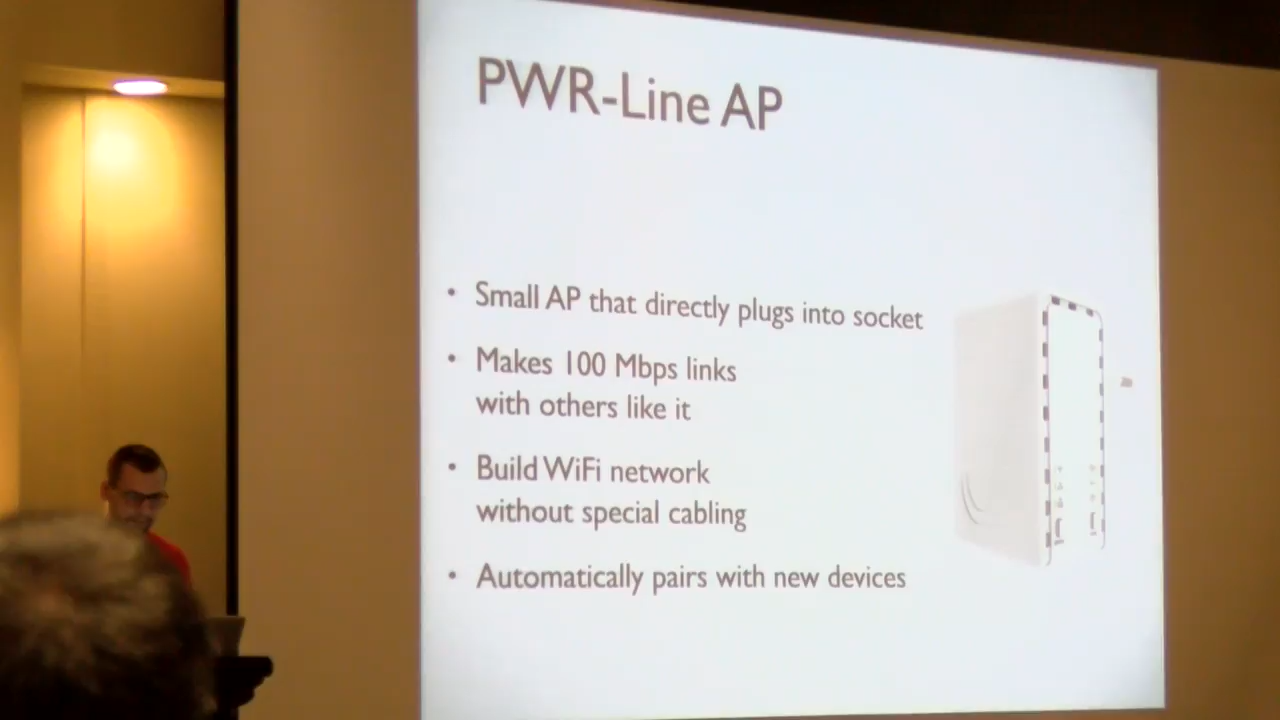 PWR-Line AP
• Small AP that directly plugs into socket
• Makes 100 Mbps links
with others like it
• Build WiFi network
without special cabling
• Automatically pairs with new devices